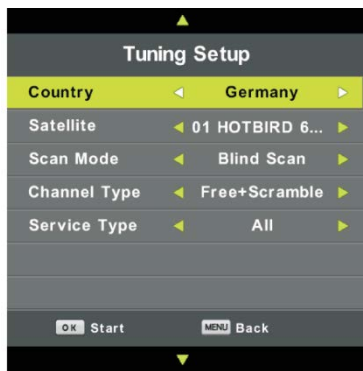 Tuning Setup
Country Germany
Satellite 01 HOTBIRD 6...
Scan Mode Blind Scan
Channel Type Free+Scramble
Service Type All
OK Start MENU Back